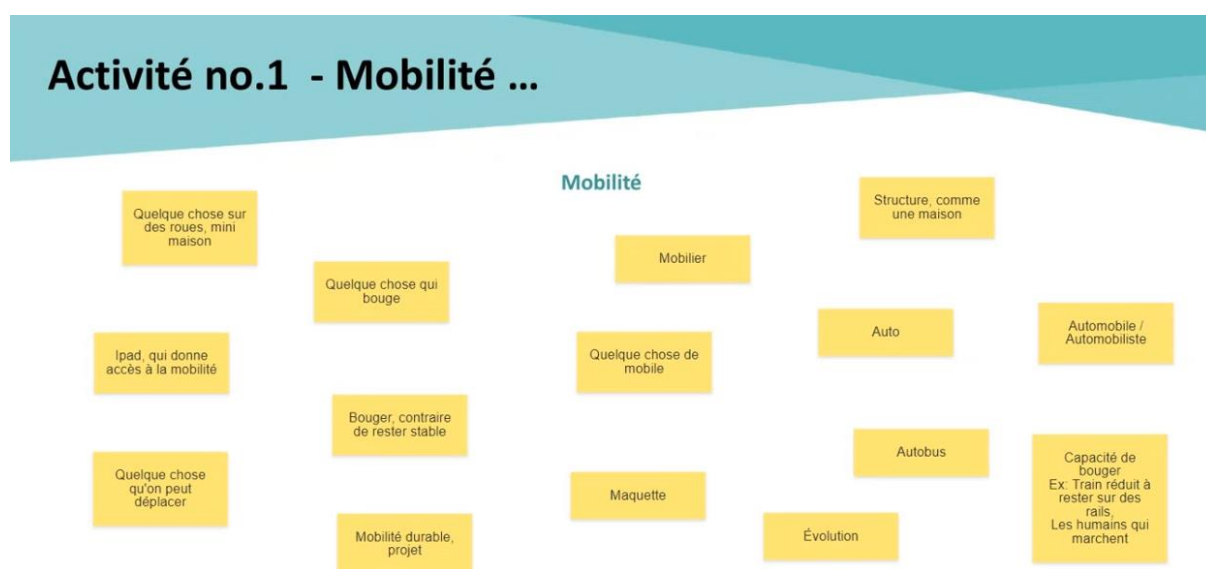 Activité no.1 - Mobilité ...
Mobilité
Quelque chose sur
des roues, mini
maison
Quelque chose qui
bouge
Mobilier
Structure, comme
une maison
Ipad, qui donne
accès à la mobilité
Quelque chose de
mobile
Auto
Automobile /
Automobiliste
Bouger, contraire
de rester stable
Quelque chose
qu'on peut
déplacer
Maquette
Autobus
Capacité de
bouger
Ex: Train réduit à
rester sur des
rails,
Les humains qui
marchent
Mobilité durable,
projet
Évolution